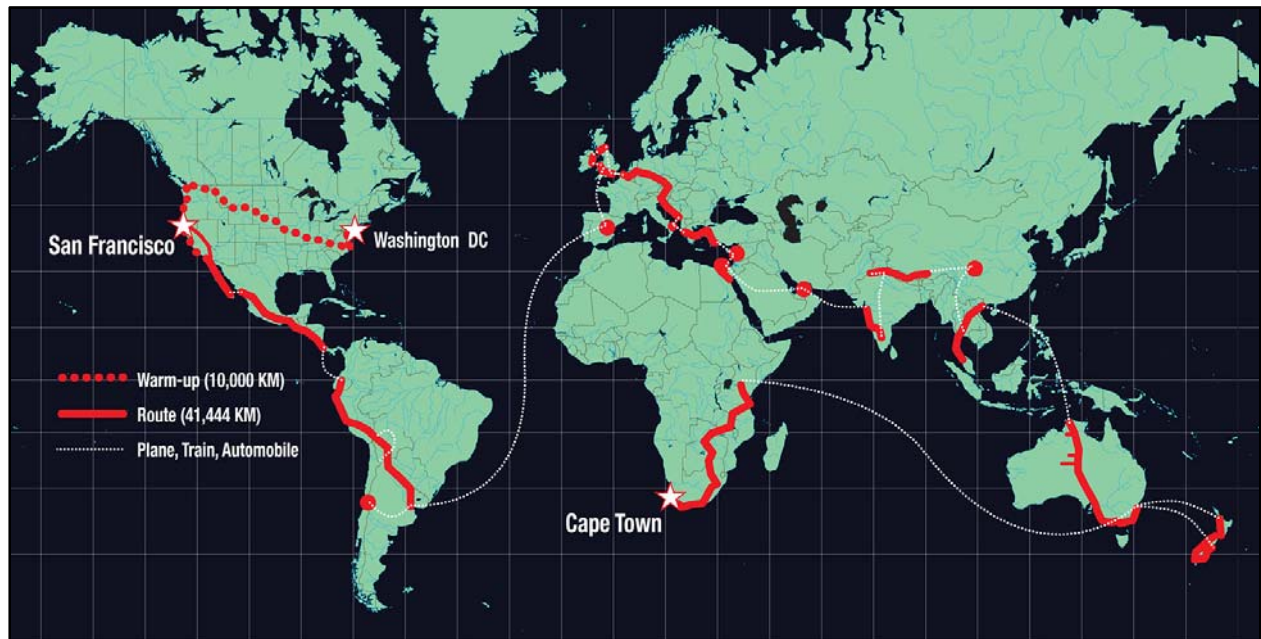 San Francisco
Washington DC
Warm-up (10,000 KM)
Route (41,444 KM)
Plane, Train, Automobile
Cape Town